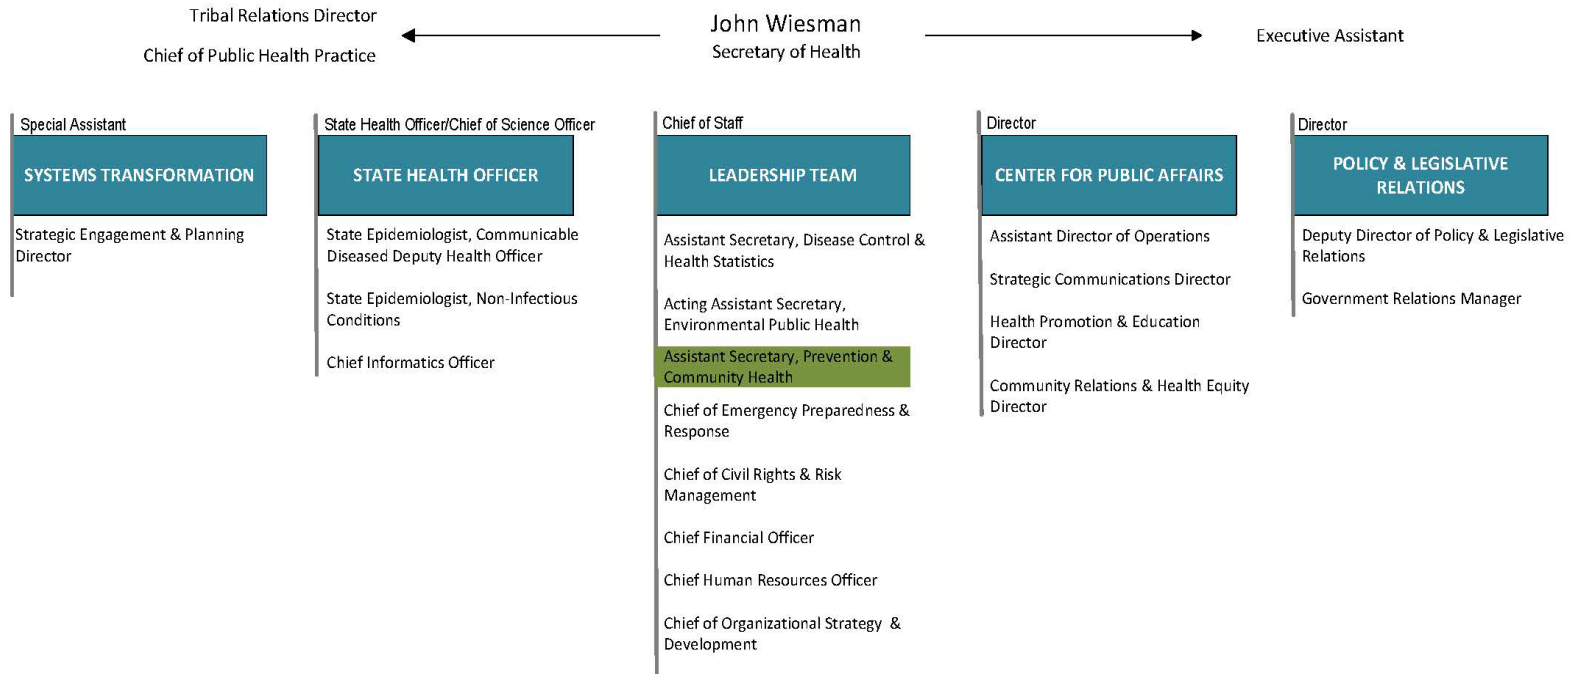 Tribal Relations Director
Chief of Public Health Practice
John Wiesman
Secretary of Health
Executive Assistant
Special Assistant
SYSTEMS TRANSFORMATION
Strategic Engagement & Planning
Director
State Health Officer/Chief of Science Officer
STATE HEALTH OFFICER
State Epidemiologist, Communicable
Diseased Deputy Health Officer
State Epidemiologist, Non-Infectious
Conditions
Chief Informatics Officer
Chief of Staff
LEADERSHIP TEAM
Assistant Secretary, Disease Control &
Health Statistics
Acting Assistant Secretary,
Environmental Public Health
Assistant Secretary, Prevention &
Community Health
Chief of Emergency Preparedness &
Response
Chief of Civil Rights & Risk
Management
Chief Financial Officer
Chief Human Resources Officer
Chief of Organizational Strategy &
Development
Director
CENTER FOR PUBLIC AFFAIRS
Assistant Director of Operations
Strategic Communications Director
Health Promotion & Education
Director
Community Relations & Health Equity
Director
Director
POLICY & LEGISLATIVE
RELATIONS
Deputy Director of Policy & Legislative
Relations
Government Relations Manager